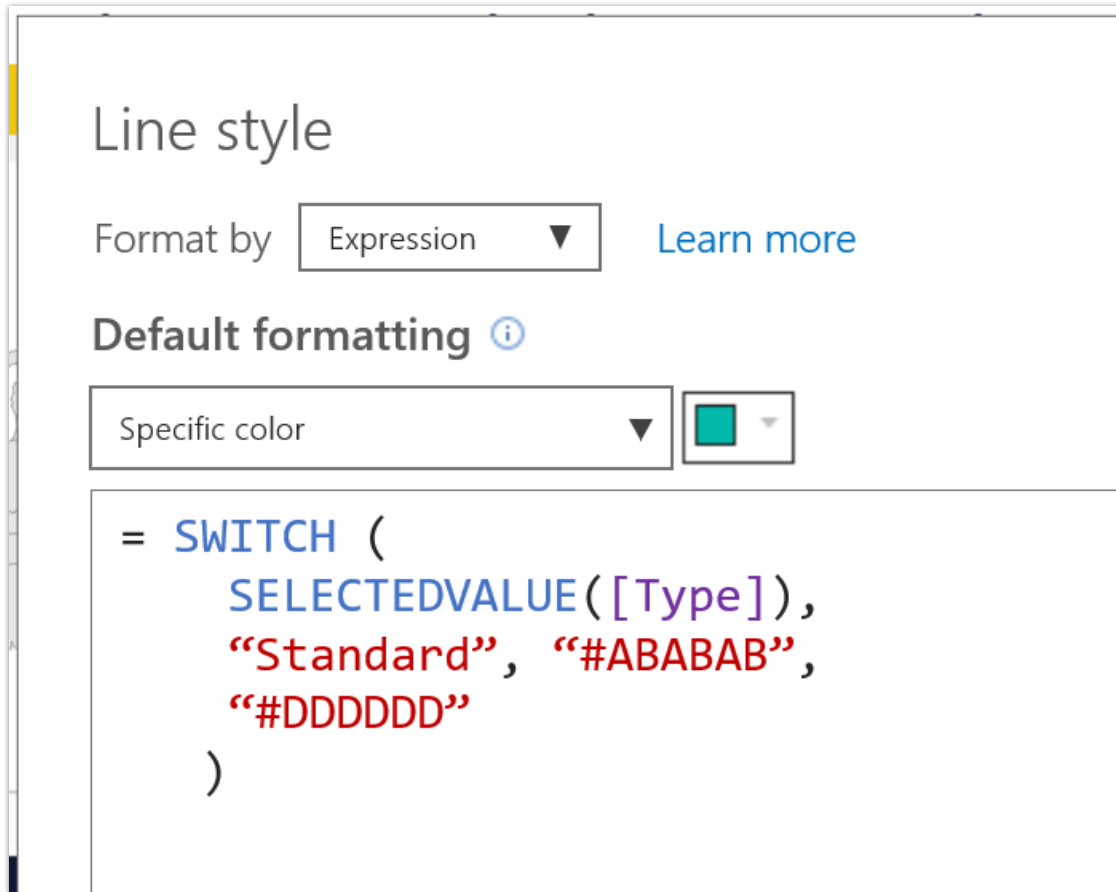 Line style
Format by Expression ▼ Learn more
Default formatting
Specific color ▼
= SWITCH (
SELECTEDVALUE([Type]),
“Standard”, “#ABABAB”,
“#DDDDDD”
)